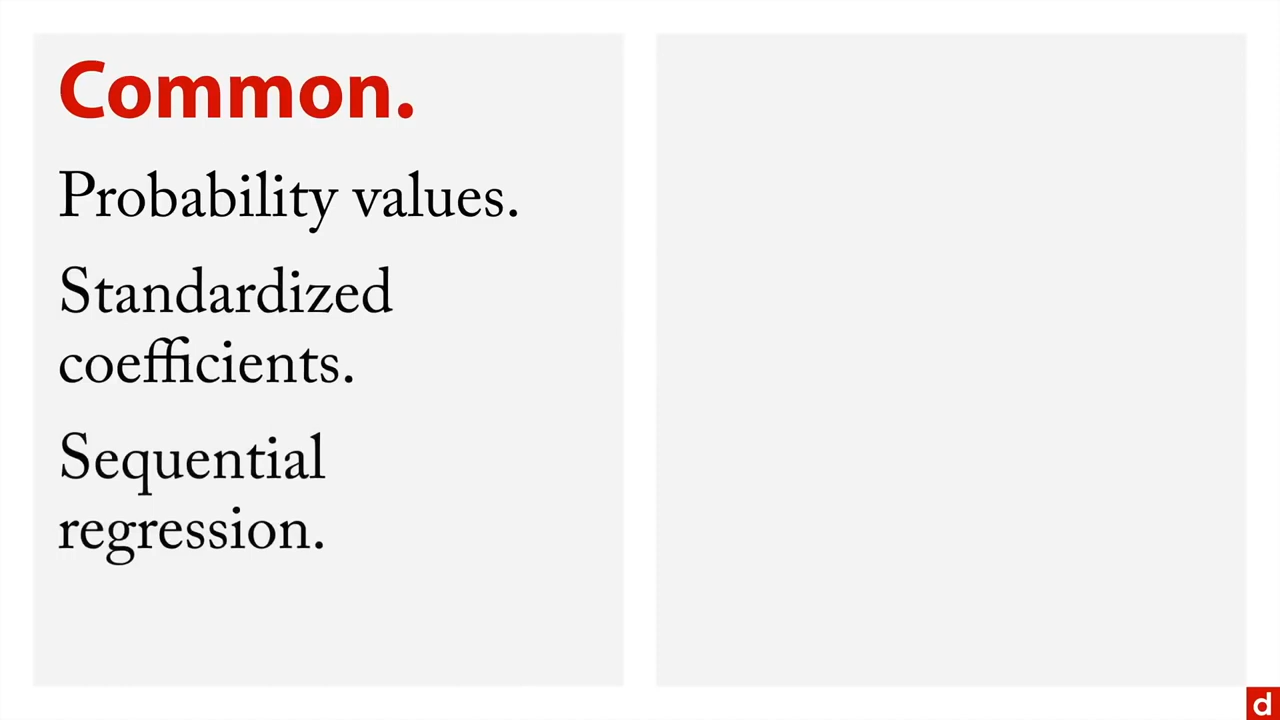 Common.
Probability values.
Standardized
coefficients.
Sequential
regression.
d